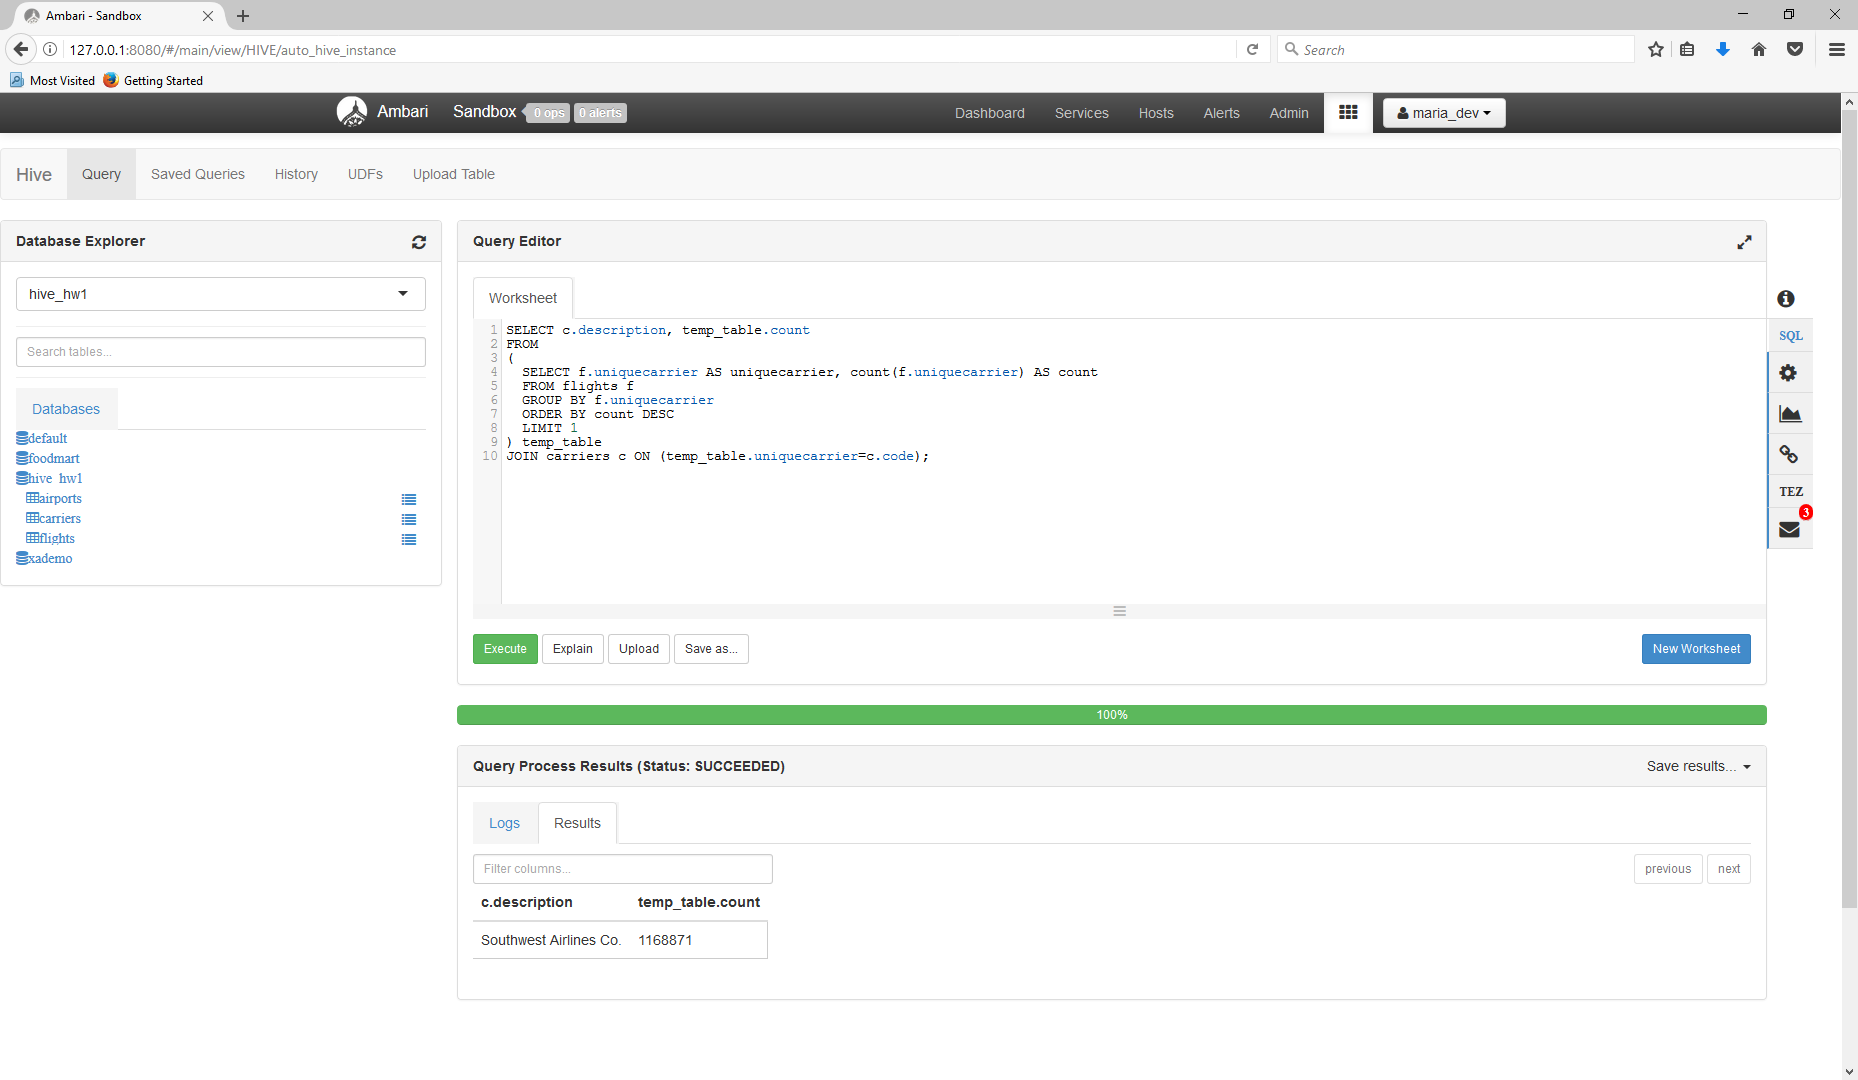 Ambari - Sandbox
127.0.0.1:8080/#/main/view/HIVE/auto_hive_instance
Search
Most Visited
Getting Started
Ambari
Sandbox
0 ops
0 alerts
Dashboard
Services
Hosts
Alerts
Admin
maria_dev
Hive
Query
Saved Queries
History
UDFs
Upload Table
Database Explorer
hive_hw1
Search tables...
Databases
default
foodmart
hive_hw1
airports
carriers
flights
xademo
Query Editor
Worksheet
1 SELECT c.description, temp_table.count
2 FROM
3 (
4 SELECT f.uniquecarrier AS uniquecarrier, count(f.uniquecarrier) AS count
5 FROM flights f
6 GROUP BY f.uniquecarrier
7 ORDER BY count DESC
8 LIMIT 1
9 ) temp_table
10 JOIN carriers c ON (temp_table.uniquecarrier=c.code);
SQL
TEZ
3
Execute
Explain
Upload
Save as...
New Worksheet
100%
Query Process Results (Status: SUCCEEDED)
Save results...
Logs
Results
Filter columns...
previous
next
c.description temp_table.count
Southwest Airlines Co. 1168871